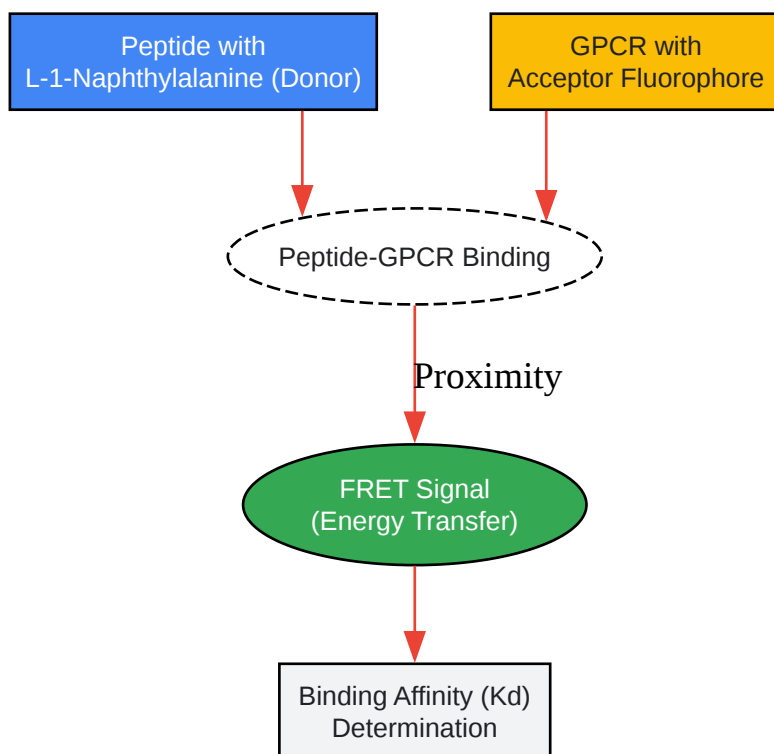 Peptide with
L-1-Naphthylalanine (Donor)
GPCR with
Acceptor Fluorophore
Peptide-GPCR Binding
Proximity
FRET Signal
(Energy Transfer)
Binding Affinity (Kd)
Determination